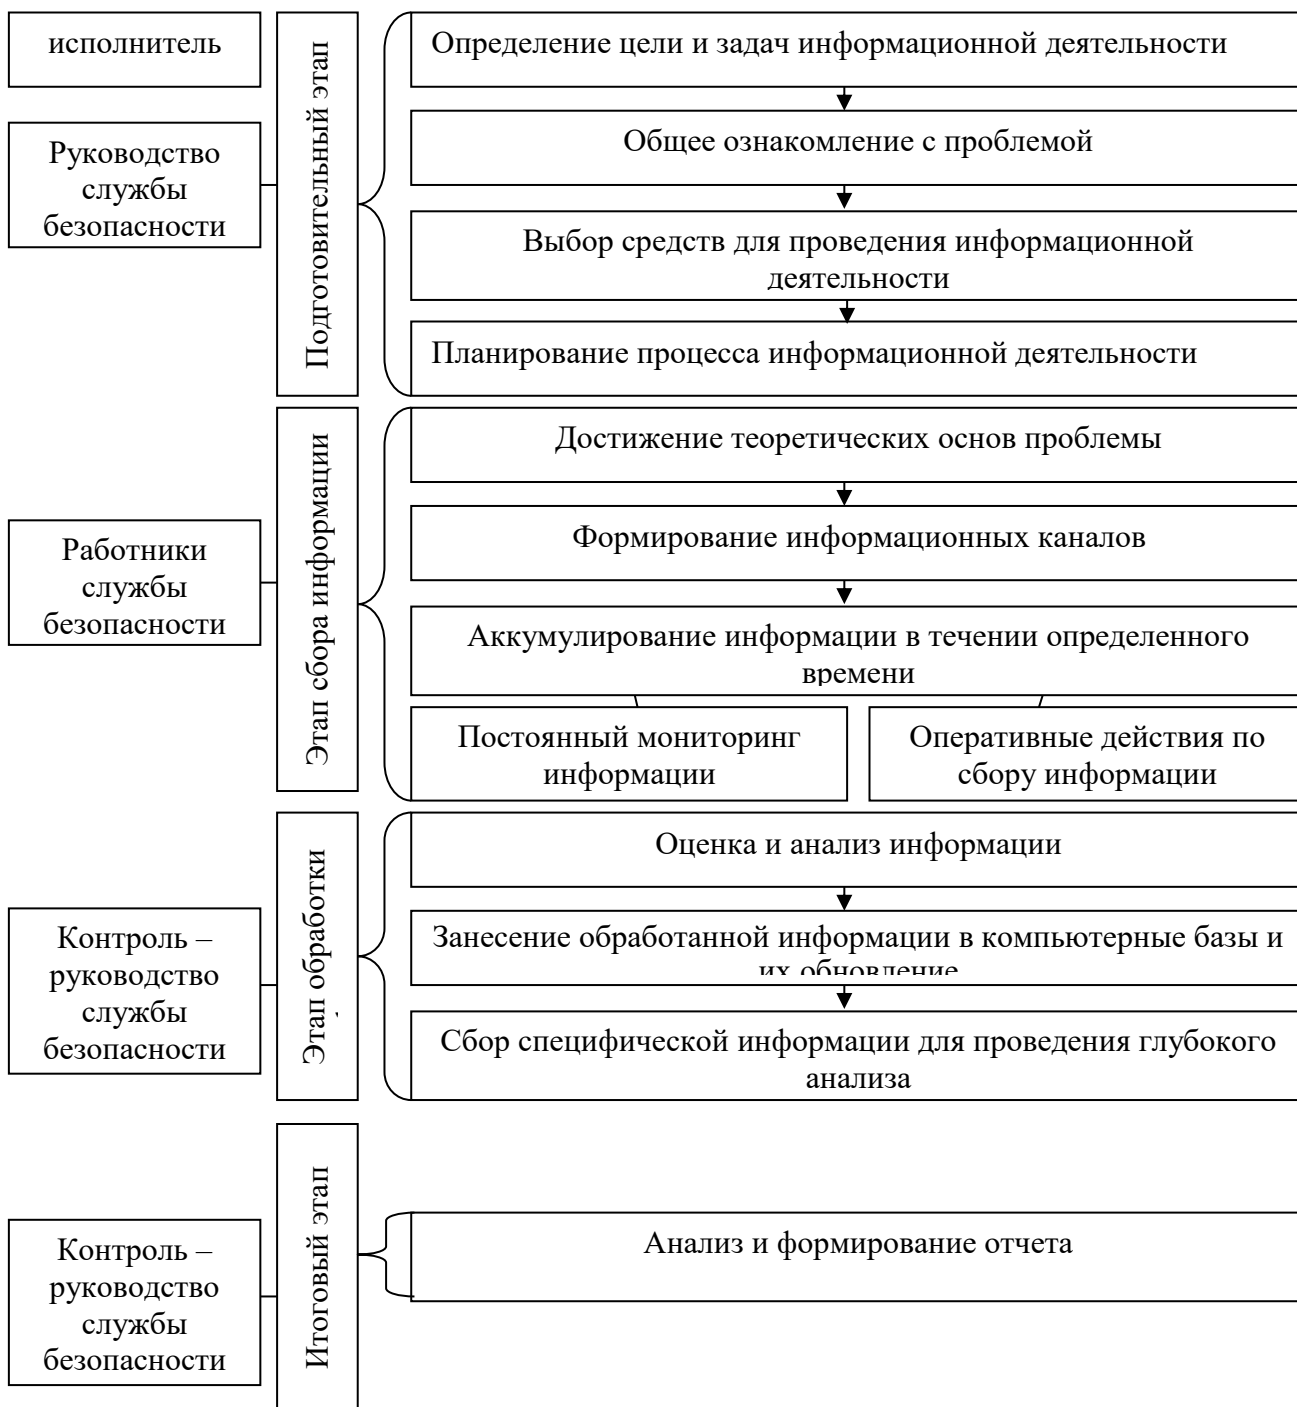 исполнитель
Подготовительный этап
Определение цели и задач информационной деятельности
Руководство
службы
безопасности
Общее ознакомление с проблемой
Выбор средств для проведения информационной
деятельности
Планирование процесса информационной деятельности
Работники
службы
безопасности
Этап сбора информации
Достижение теоретических основ проблемы
Формирование информационных каналов
Аккумулирование информации в течении определенного
времени
Постоянный мониторинг
информации
Оперативные действия по
сбору информации
Контроль –
руководство
службы
безопасности
Этап обработки
Оценка и анализ информации
Занесение обработанной информации в компьютерные базы и
их обновление
Сбор специфической информации для проведения глубокого
анализа
Контроль –
руководство
службы
безопасности
Итоговый этап
Анализ и формирование отчета